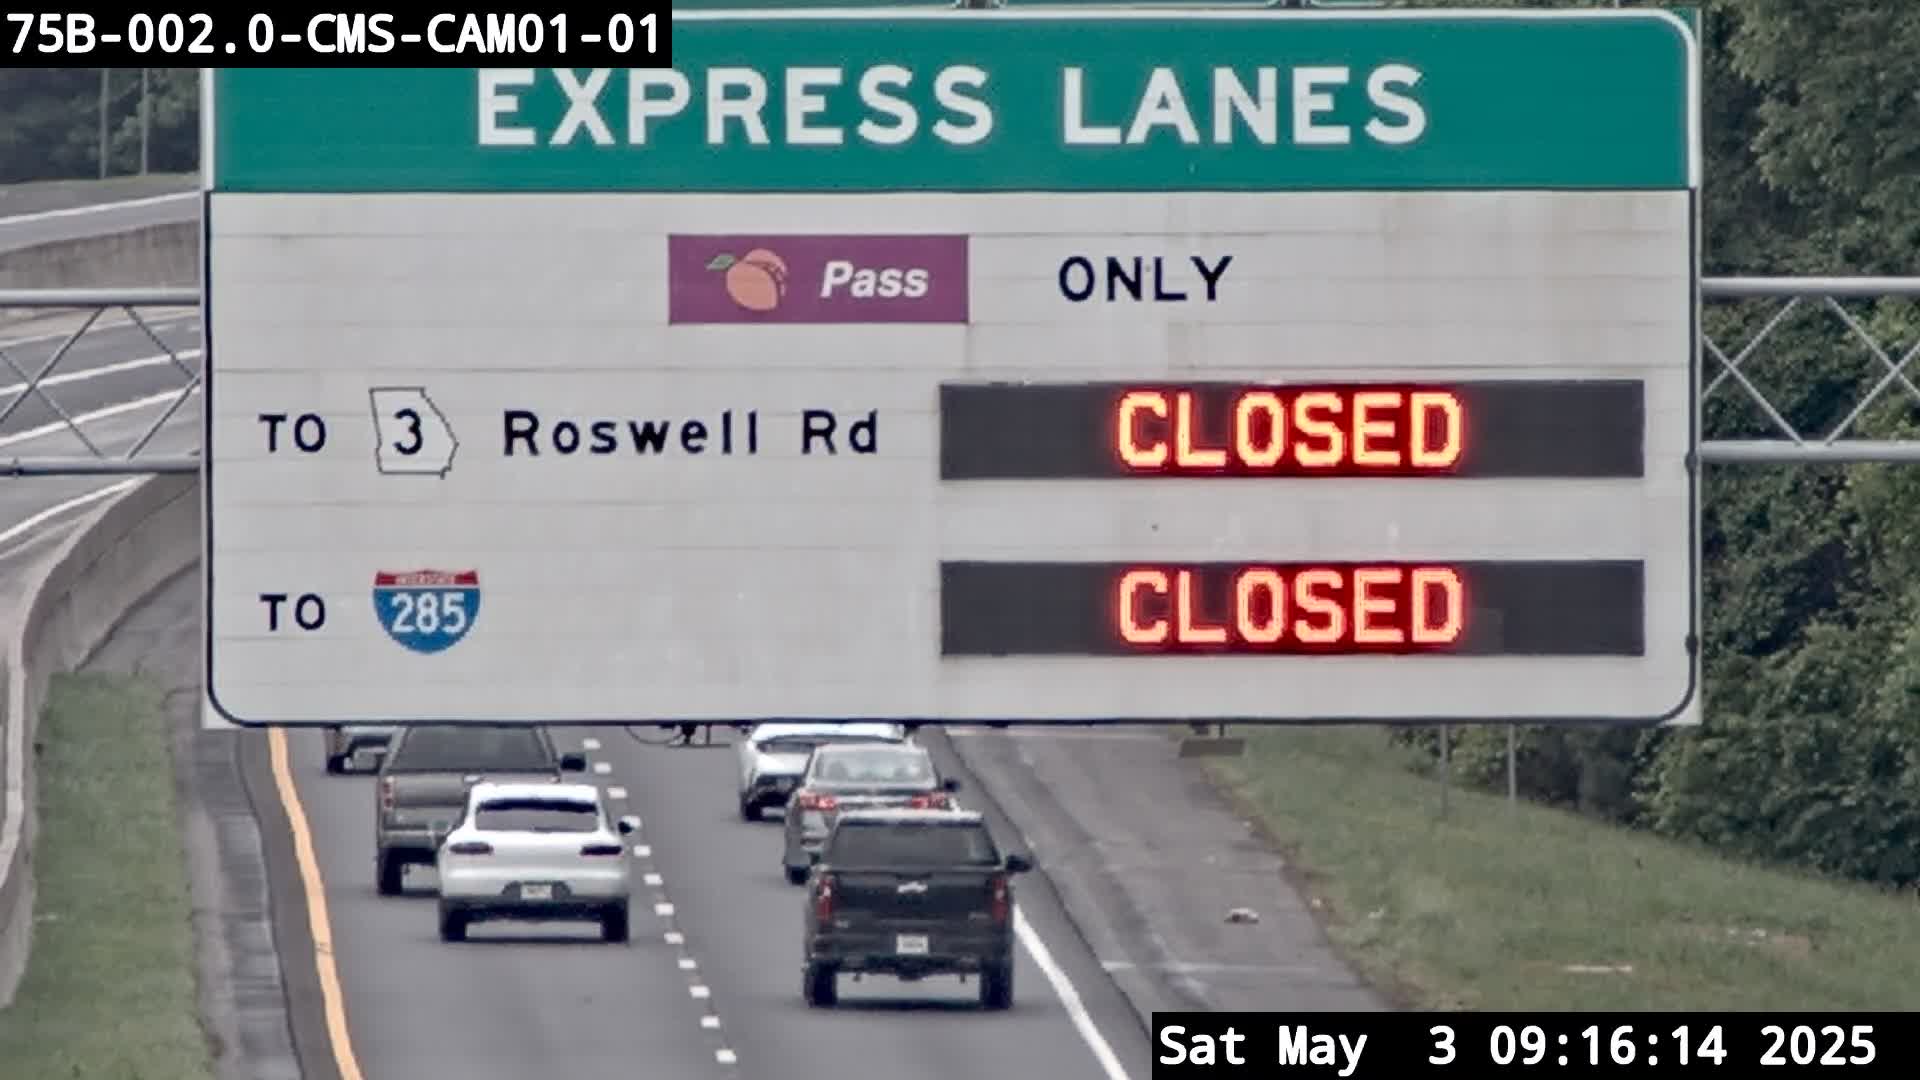 75B-002.0-CMS-CAM01-01
EXPRESS LANES
Pass ONLY
TO 3 Roswell Rd CLOSED
INTERSTATE
TO 285 CLOSED
Sat May 3 09:16:14 2025